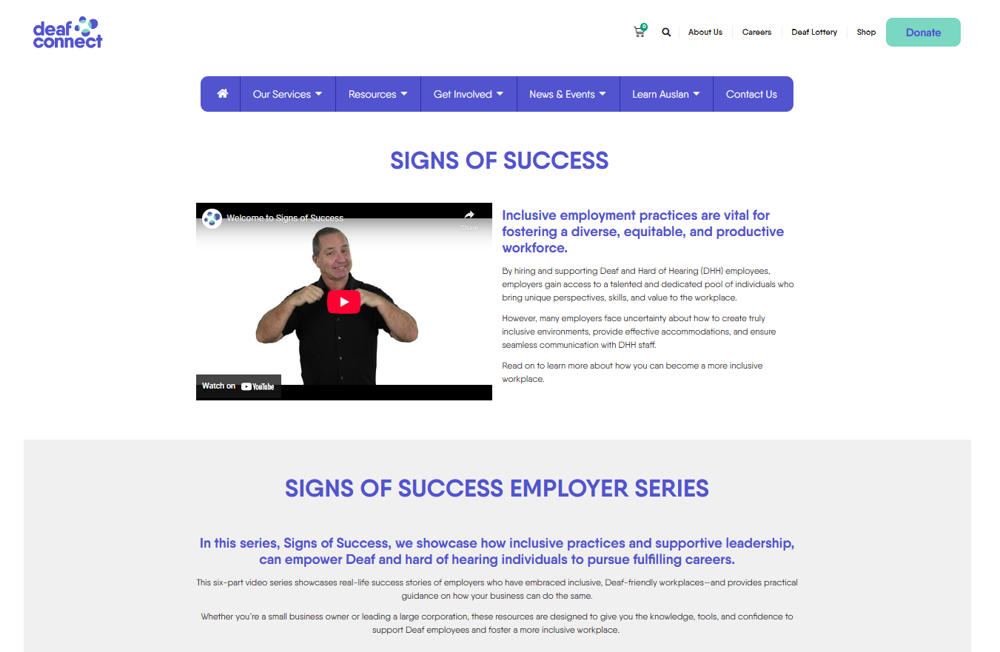 deaf
connect
0
About Us
Careers
Deaf Lottery
Shop
Donate
Our Services
Resources
Get Involved
News & Events
Learn Auslan
Contact Us
SIGNS OF SUCCESS
Welcome to Signs of Success
Share
Watch on YouTube
Inclusive employment practices are vital for
fostering a diverse, equitable, and productive
workforce.
By hiring and supporting Deaf and Hard of Hearing (DHH) employees,
employers gain access to a talented and dedicated pool of individuals who
bring unique perspectives, skills, and value to the workplace.
However, many employers face uncertainty about how to create truly
inclusive environments, provide effective accommodations, and ensure
seamless communication with DHH staff.
Read on to learn more about how you can become a more inclusive
workplace.
SIGNS OF SUCCESS EMPLOYER SERIES
In this series, Signs of Success, we showcase how inclusive practices and supportive leadership,
can empower Deaf and hard of hearing individuals to pursue fulfilling careers.
This six-part video series showcases real-life success stories of employers who have embraced inclusive, Deaf-friendly workplaces—and provides practical
guidance on how your business can do the same.
Whether you're a small business owner or leading a large corporation, these resources are designed to give you the knowledge, tools, and confidence to
support Deaf employees and foster a more inclusive workplace.